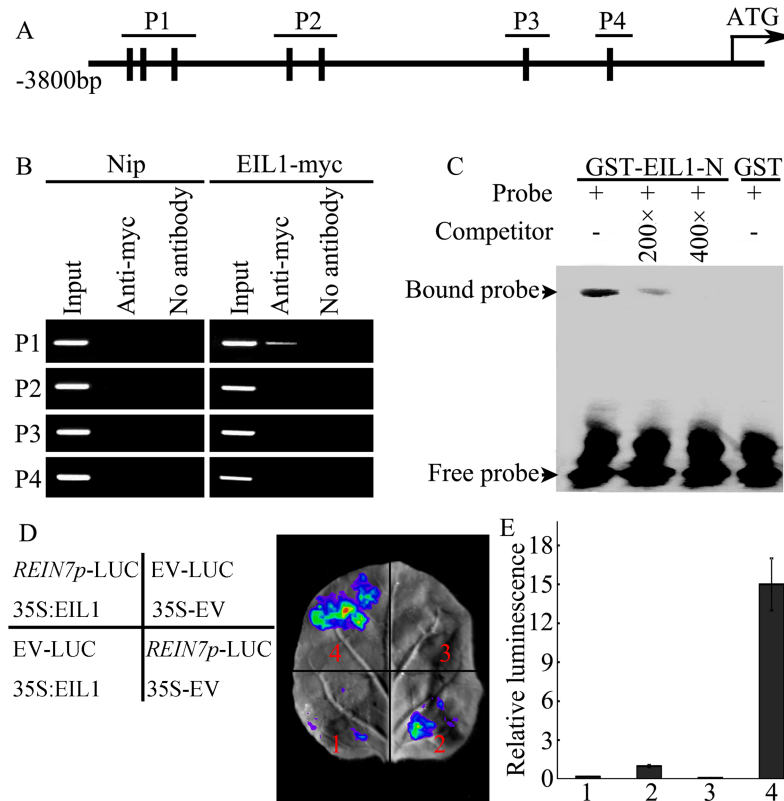 A
P1 P2 P3 P4 ATG
-3800bp
B
Nip EIL1-myc
Input Anti-myc No antibody Input Anti-myc No antibody
P1
P2
P3
P4
C
GST-EIL1-N GST
Probe + + + +
Competitor - 200× 400× -
Bound probe
Free probe
D
REIN7p-LUC EV-LUC
35S:EIL1 35S-EV
EV-LUC REIN7p-LUC
35S:EIL1 35S-EV
4 3
1 2
E
Relative luminescence
18
15
12
9
6
3
0
1 2 3 4